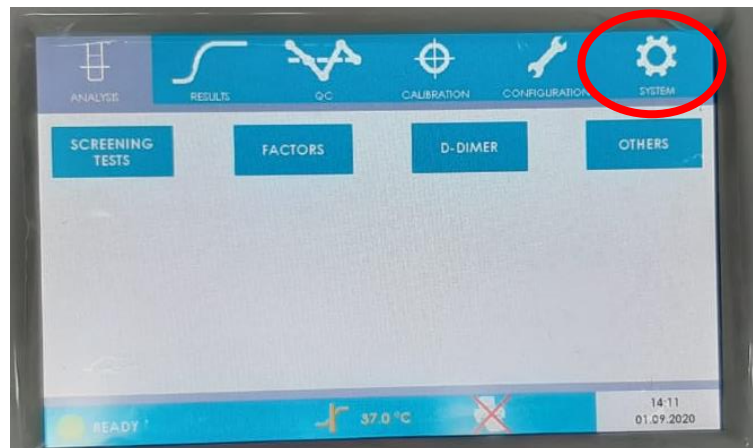 ANALYSIS
RESULTS
QC
CALIBRATION
CONFIGURATION
SYSTEM
SCREENING
TESTS
FACTORS
D-DIMER
OTHERS
READY
37.0 °C
14:11
01.09.2020